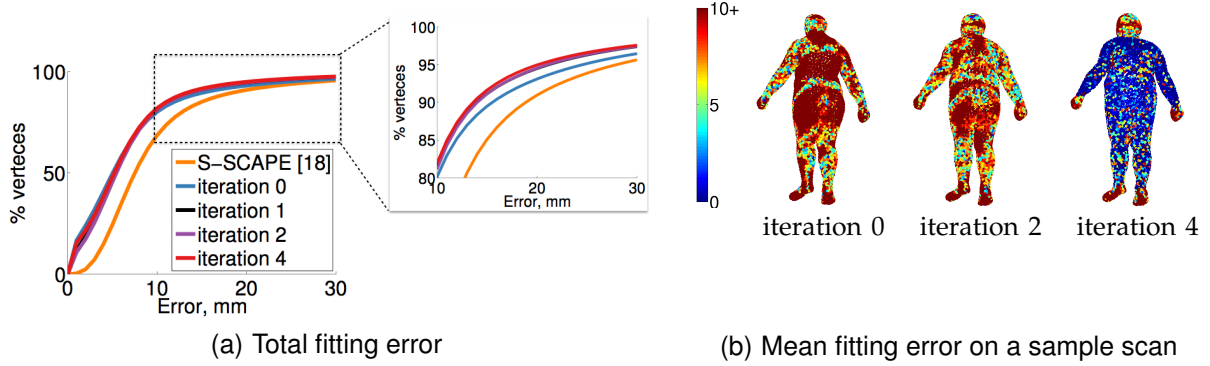 100
50
0
% verteces
0 10 20 30
Error, mm
S-SCAPE [18]
iteration 0
iteration 1
iteration 2
iteration 4
100
95
90
85
80
% verteces
10 20 30
Error, mm
(a) Total fitting error
10+
5
0
iteration 0 iteration 2 iteration 4
(b) Mean fitting error on a sample scan